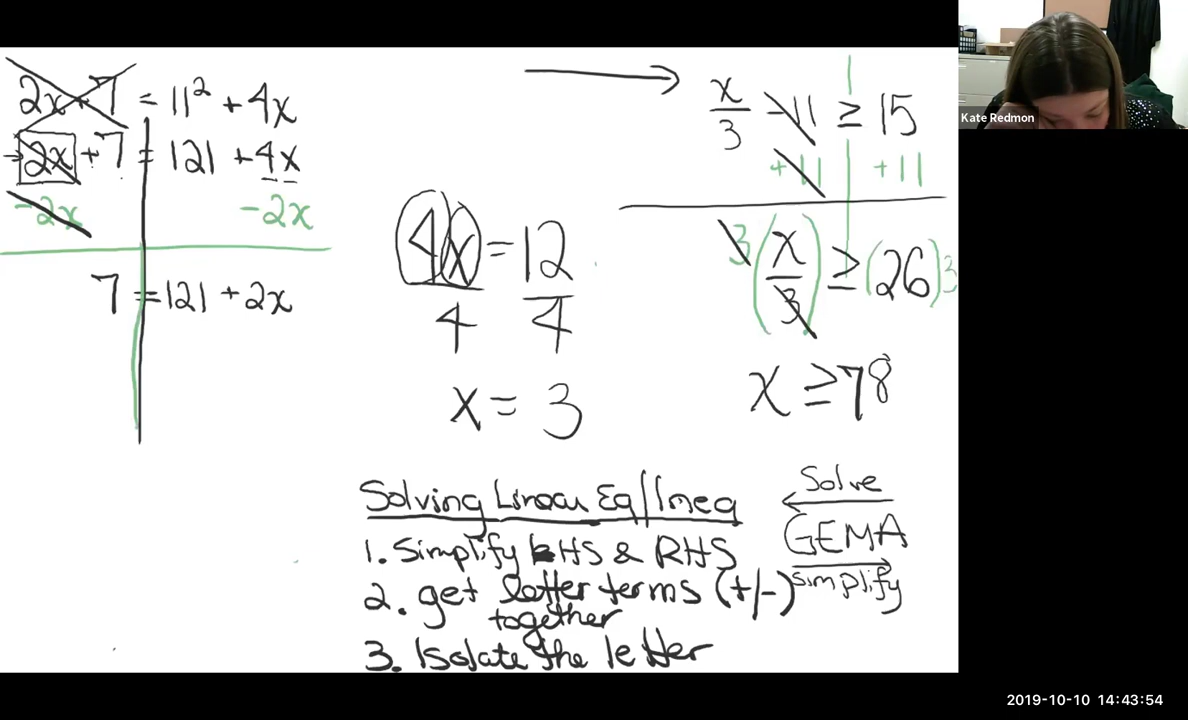 2x + 7 = 11² + 4x
2x + 7 = 121 + 4x
-2x -2x
7 = 121 + 2x
4x = 12
4 4
x = 3
x/3 - 11 ≥ 15
+11 +11
3(x/3) ≥ (26)3
x ≥ 78
Solving Linear Eq/Ineq
1. Simplify LHS & RHS
2. get letter terms (+/-)
together
3. Isolate the letter
Solve
GEMA
simplify
Kate Redmon
2019-10-10 14:43:54